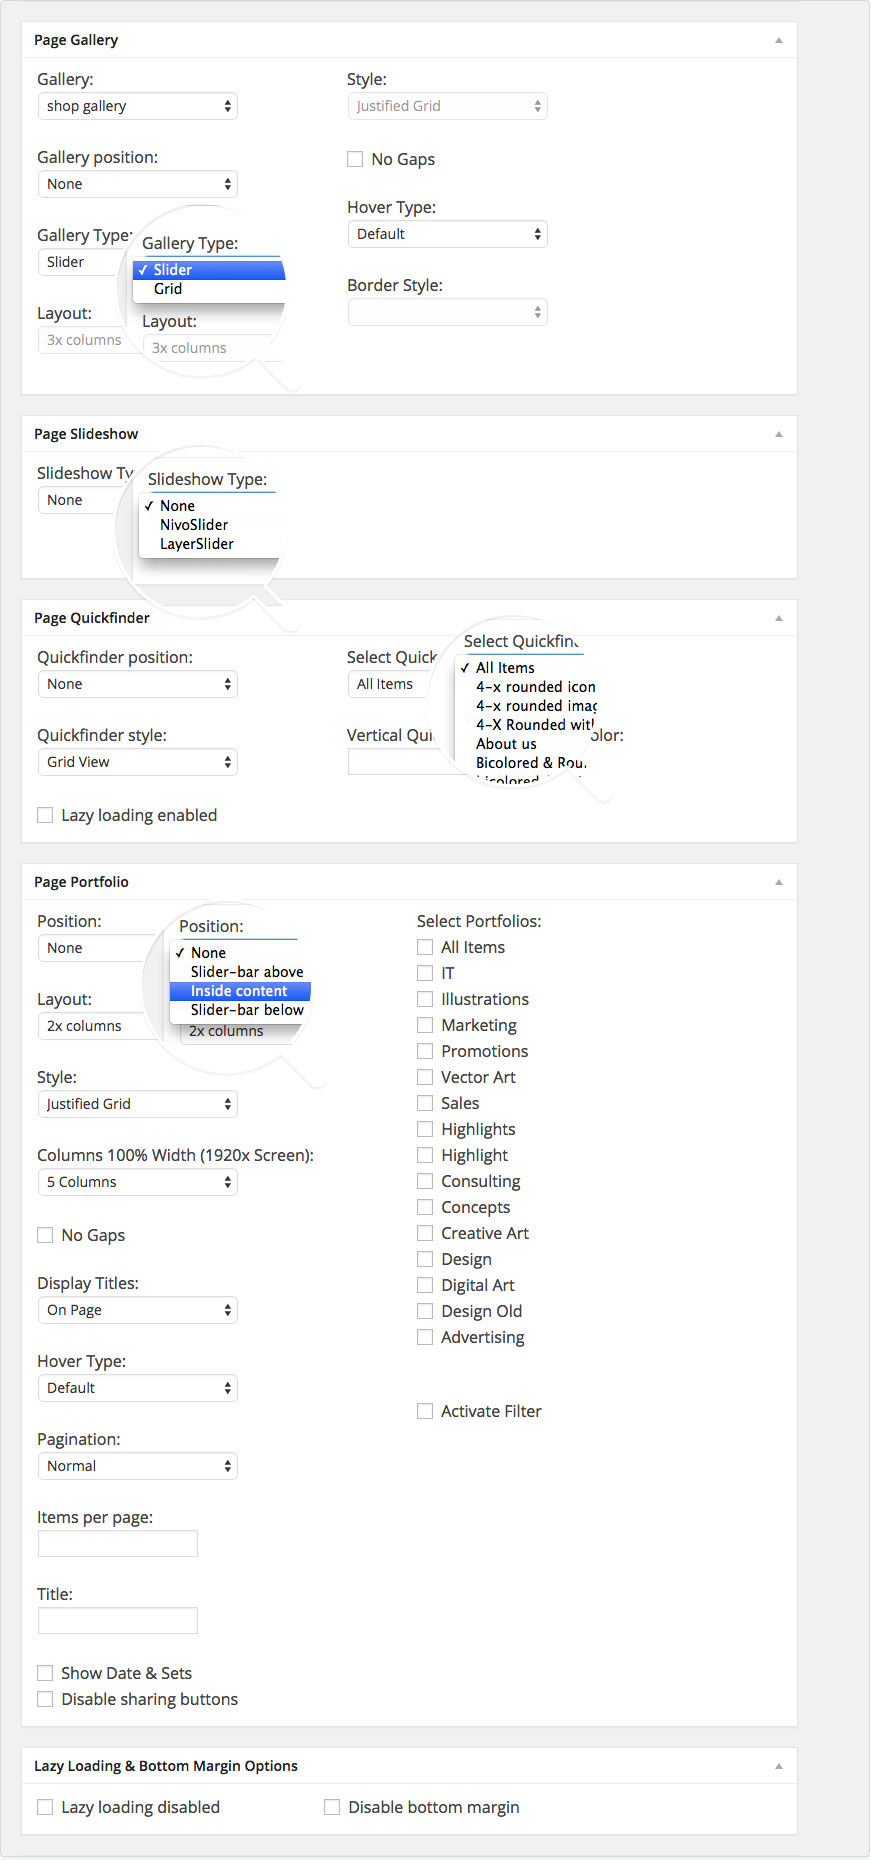 Page Gallery
Gallery:
shop gallery
Style:
Justified Grid
Gallery position:
None
No Gaps
Hover Type:
Default
Gallery Type:
Slider
Gallery Type:
Slider
Grid
Border Style:
Layout:
3x columns
Layout:
3x columns
Page Slideshow
Slideshow Ty
None
Slideshow Type:
None
NivoSlider
LayerSlider
Page Quickfinder
Quickfinder position:
None
Select Quick
All Items
Select Quickfin
All Items
4-x rounded icon
4-x rounded imag
4-X Rounded with
About us
Bicolored & Rou
bicolored
Quickfinder style:
Grid View
Vertical Qui
olor:
Lazy loading enabled
Page Portfolio
Position:
None
Position:
None
Slider-bar above
Inside content
Slider-bar below
2x columns
Layout:
2x columns
Style:
Justified Grid
Columns 100% Width (1920x Screen):
5 Columns
No Gaps
Display Titles:
On Page
Hover Type:
Default
Pagination:
Normal
Items per page:
Title:
Show Date & Sets
Disable sharing buttons
Select Portfolios:
All Items
IT
Illustrations
Marketing
Promotions
Vector Art
Sales
Highlights
Highlight
Consulting
Concepts
Creative Art
Design
Digital Art
Design Old
Advertising
Activate Filter
Lazy Loading & Bottom Margin Options
Lazy loading disabled
Disable bottom margin